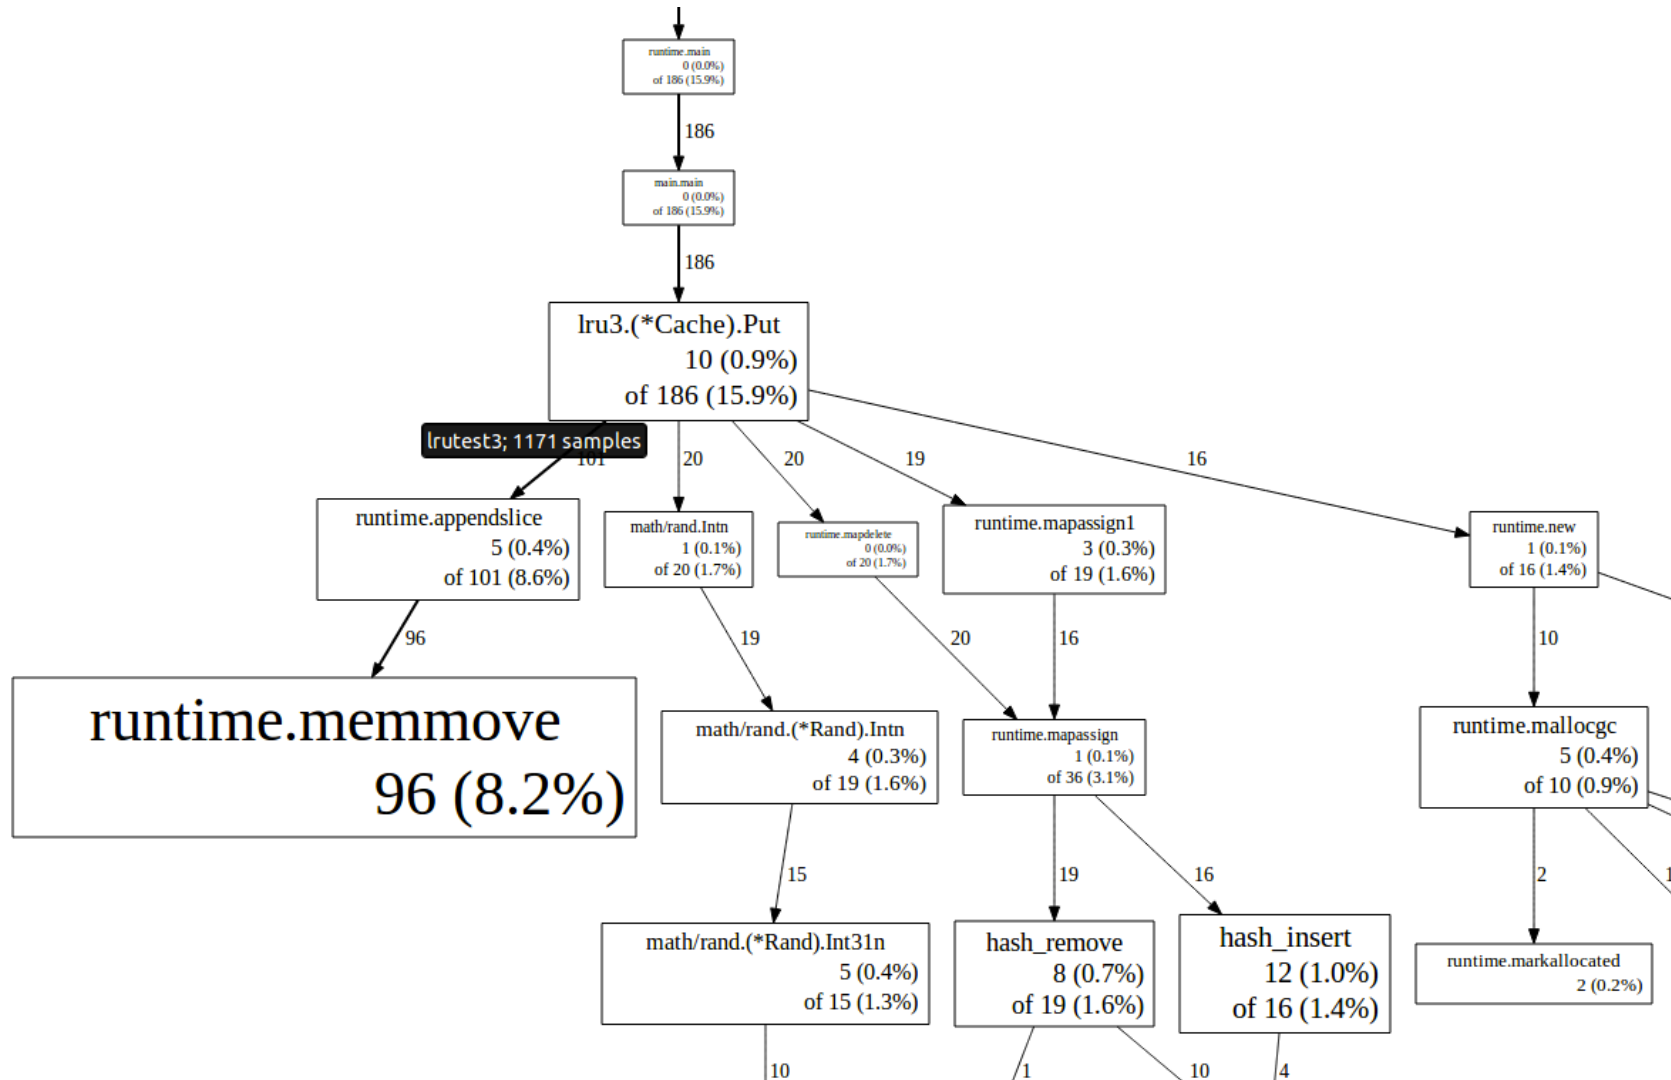 runtime.main
0 (0.0%)
of 186 (15.9%)
186
main.main
0 (0.0%)
of 186 (15.9%)
186
lru3.(*Cache).Put
10 (0.9%)
of 186 (15.9%)
lrutest3; 1171 samples
101
20
20
19
16
runtime.appendslice
5 (0.4%)
of 101 (8.6%)
math/rand.Intn
1 (0.1%)
of 20 (1.7%)
runtime.mapdelete
0 (0.0%)
of 20 (1.7%)
runtime.mapassign1
3 (0.3%)
of 19 (1.6%)
runtime.new
1 (0.1%)
of 16 (1.4%)
96
19
20
16
10
runtime.memmove
96 (8.2%)
math/rand.(*Rand).Intn
4 (0.3%)
of 19 (1.6%)
runtime.mapassign
1 (0.1%)
of 36 (3.1%)
runtime.mallocgc
5 (0.4%)
of 10 (0.9%)
15
19
16
2
1
math/rand.(*Rand).Int31n
5 (0.4%)
of 15 (1.3%)
hash_remove
8 (0.7%)
of 19 (1.6%)
hash_insert
12 (1.0%)
of 16 (1.4%)
runtime.markallocated
2 (0.2%)
10
1
10
4